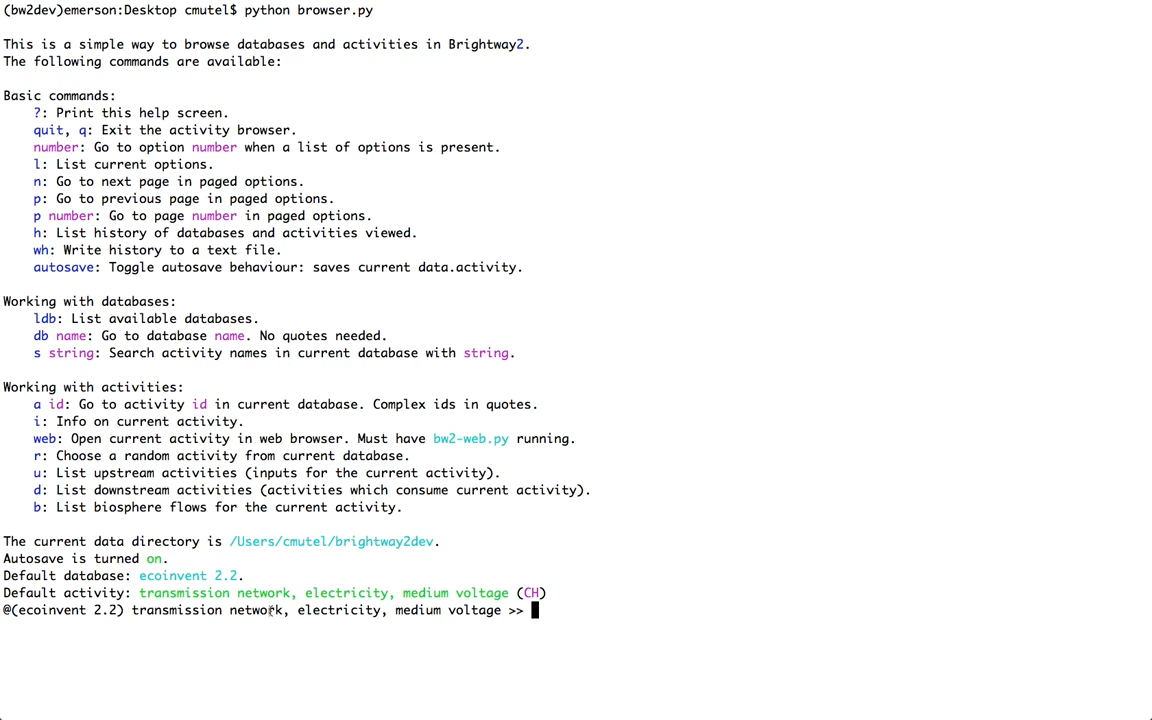 (bw2dev)emerson:Desktop cmutel$ python browser.py
This is a simple way to browse databases and activities in Brightway2.
The following commands are available:
Basic commands:
?: Print this help screen.
quit, q: Exit the activity browser.
number: Go to option number when a list of options is present.
l: List current options.
n: Go to next page in paged options.
p: Go to previous page in paged options.
p number: Go to page number in paged options.
h: List history of databases and activities viewed.
wh: Write history to a text file.
autosave: Toggle autosave behaviour: saves current data.activity.
Working with databases:
ldb: List available databases.
db name: Go to database name. No quotes needed.
s string: Search activity names in current database with string.
Working with activities:
a id: Go to activity id in current database. Complex ids in quotes.
i: Info on current activity.
web: Open current activity in web browser. Must have bw2-web.py running.
r: Choose a random activity from current database.
u: List upstream activities (inputs for the current activity).
d: List downstream activities (activities which consume current activity).
b: List biosphere flows for the current activity.
The current data directory is /Users/cmutel/brightway2dev.
Autosave is turned on.
Default database: ecoinvent 2.2.
Default activity: transmission network, electricity, medium voltage (CH)
@(ecoinvent 2.2) transmission network, electricity, medium voltage >>